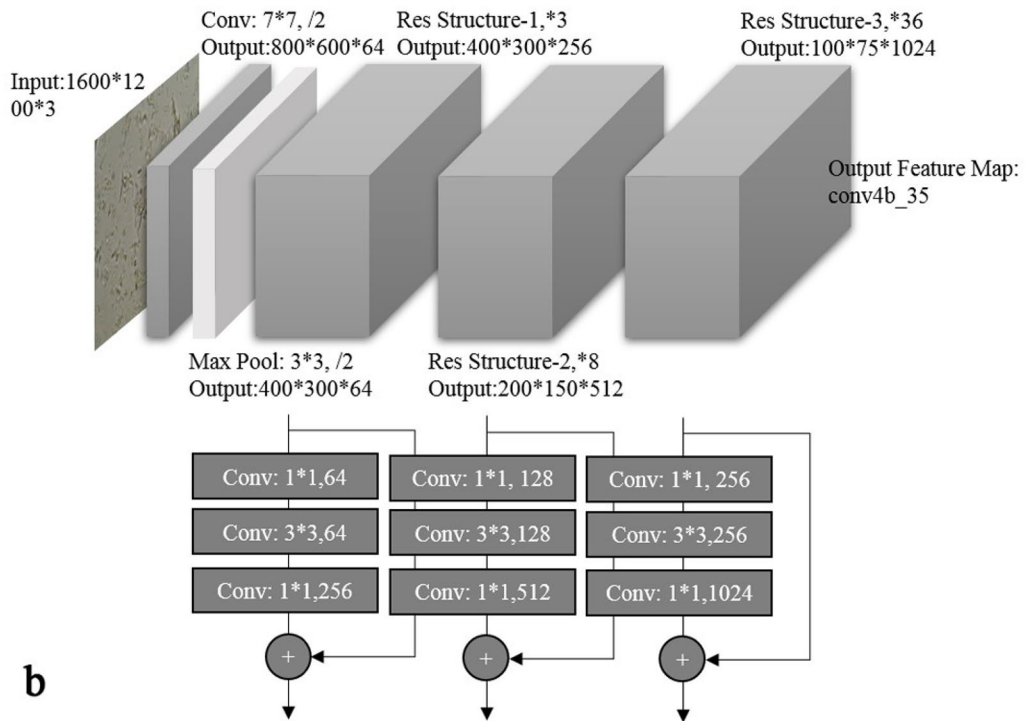 Conv: 7*7, /2
Output:800*600*64
Res Structure-1,*3
Output:400*300*256
Res Structure-3,*36
Output:100*75*1024
Input:1600*12
00*3
Output Feature Map:
conv4b_35
Max Pool: 3*3, /2
Output:400*300*64
Res Structure-2,*8
Output:200*150*512
Conv: 1*1,64
Conv: 3*3,64
Conv: 1*1,256
+
Conv: 1*1, 128
Conv: 3*3,128
Conv: 1*1,512
+
Conv: 1*1, 256
Conv: 3*3,256
Conv: 1*1,1024
+
b